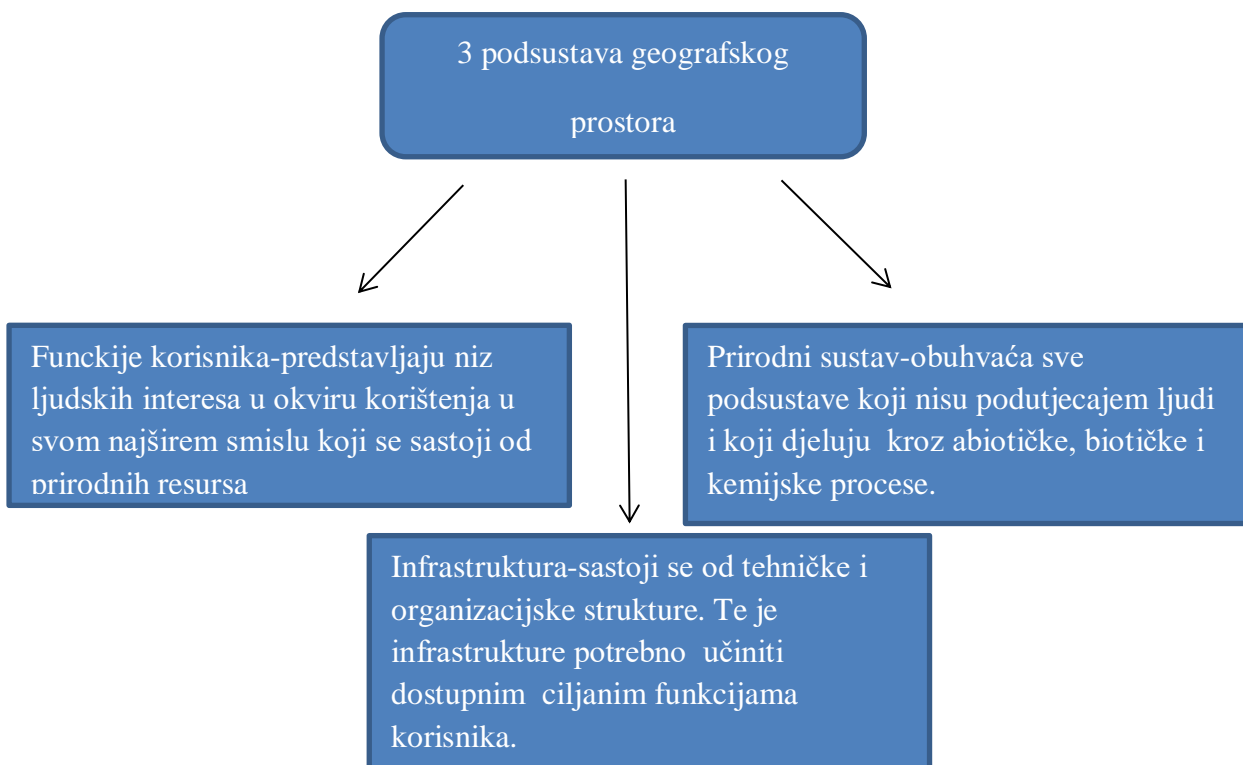 3 podsustava geografskog
prostora
Funckije korisnika-predstavljaju niz
ljudskih interesa u okviru korištenja u
svom najširem smislu koji se sastoji od
prirodnih resursa
Prirodni sustav-obuhvaća sve
podsustave koji nisu podutjecajem ljudi
i koji djeluju kroz abiotičke, biotičke i
kemijske procese.
Infrastruktura-sastoji se od tehničke i
organizacijske strukture. Te je
infrastrukture potrebno učiniti
dostupnim ciljanim funkcijama
korisnika.